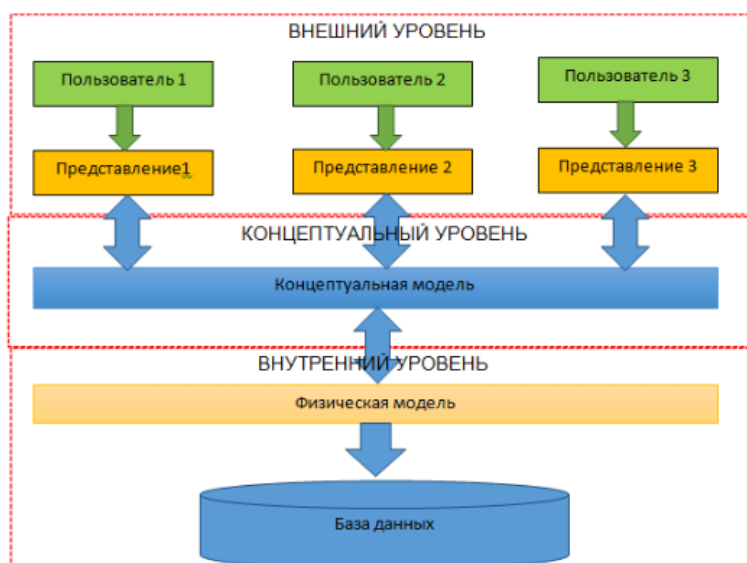 ВНЕШНИЙ УРОВЕНЬ
Пользователь 1
Пользователь 2
Пользователь 3
Представление1
Представление 2
Представление 3
КОНЦЕПТУАЛЬНЫЙ УРОВЕНЬ
Концептуальная модель
ВНУТРЕННИЙ УРОВЕНЬ
Физическая модель
База данных